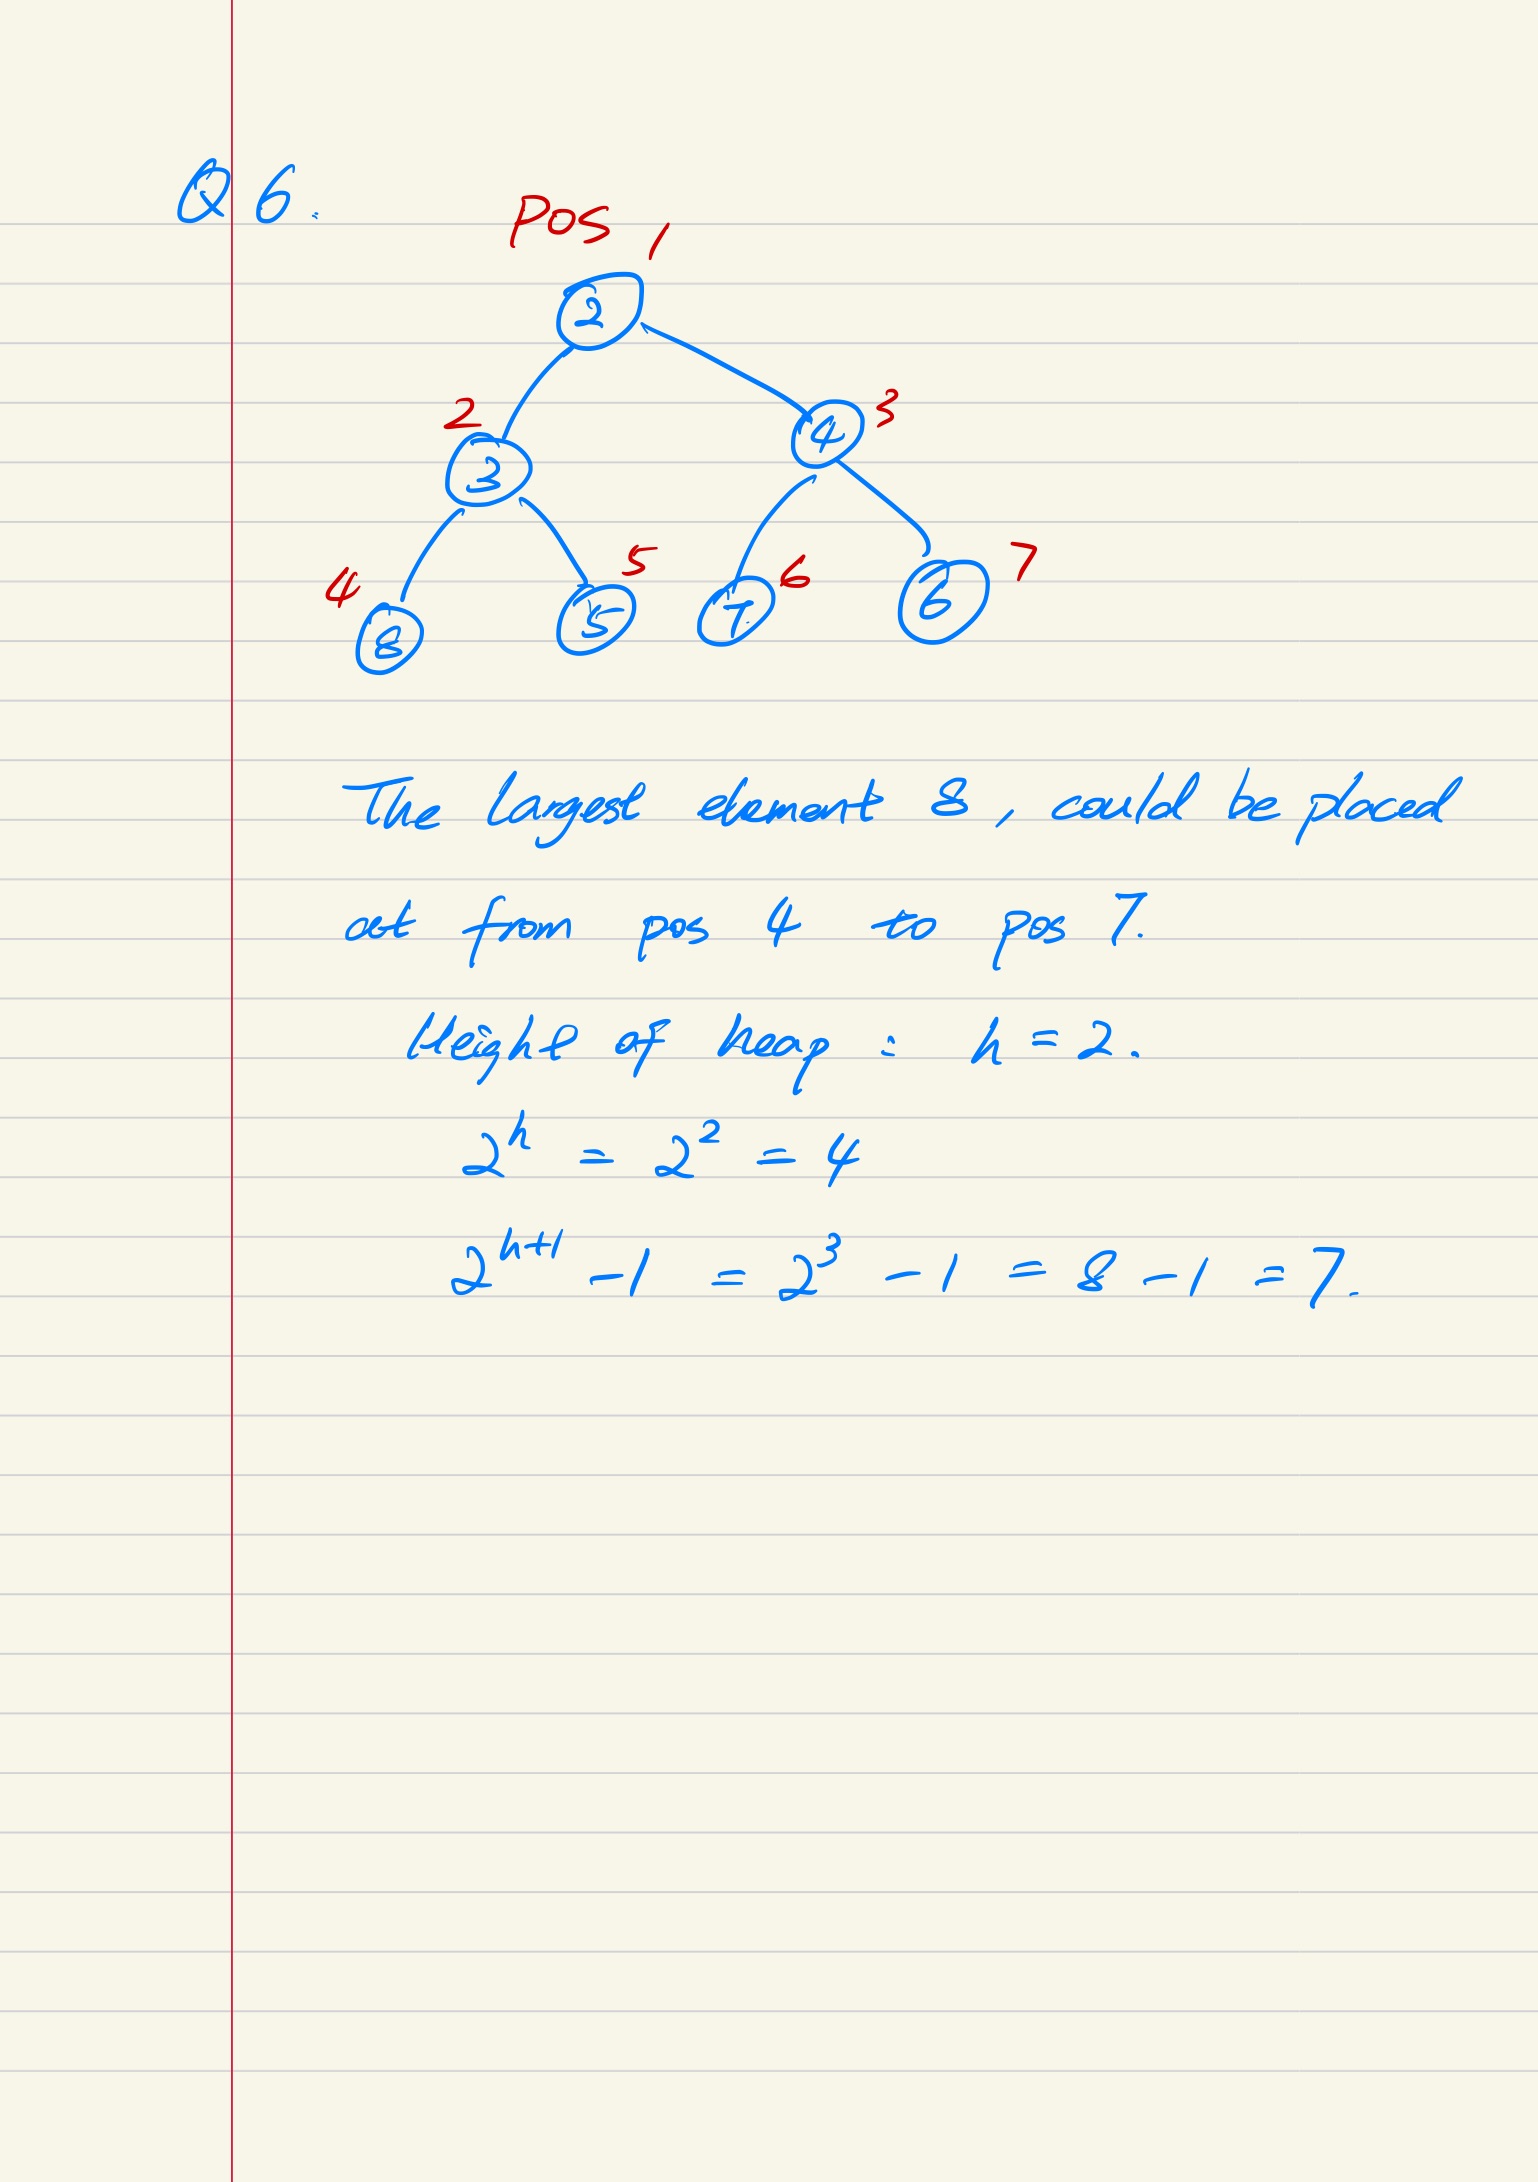 Q6.
Pos 1
2
2
3
4
3
4
5
6
7
8
5
7
6
The largest element 8, could be placed
at from pos 4 to pos 7.
Height of heap : h = 2.
2^h = 2^2 = 4
2^{h+1} - 1 = 2^3 - 1 = 8 - 1 = 7.